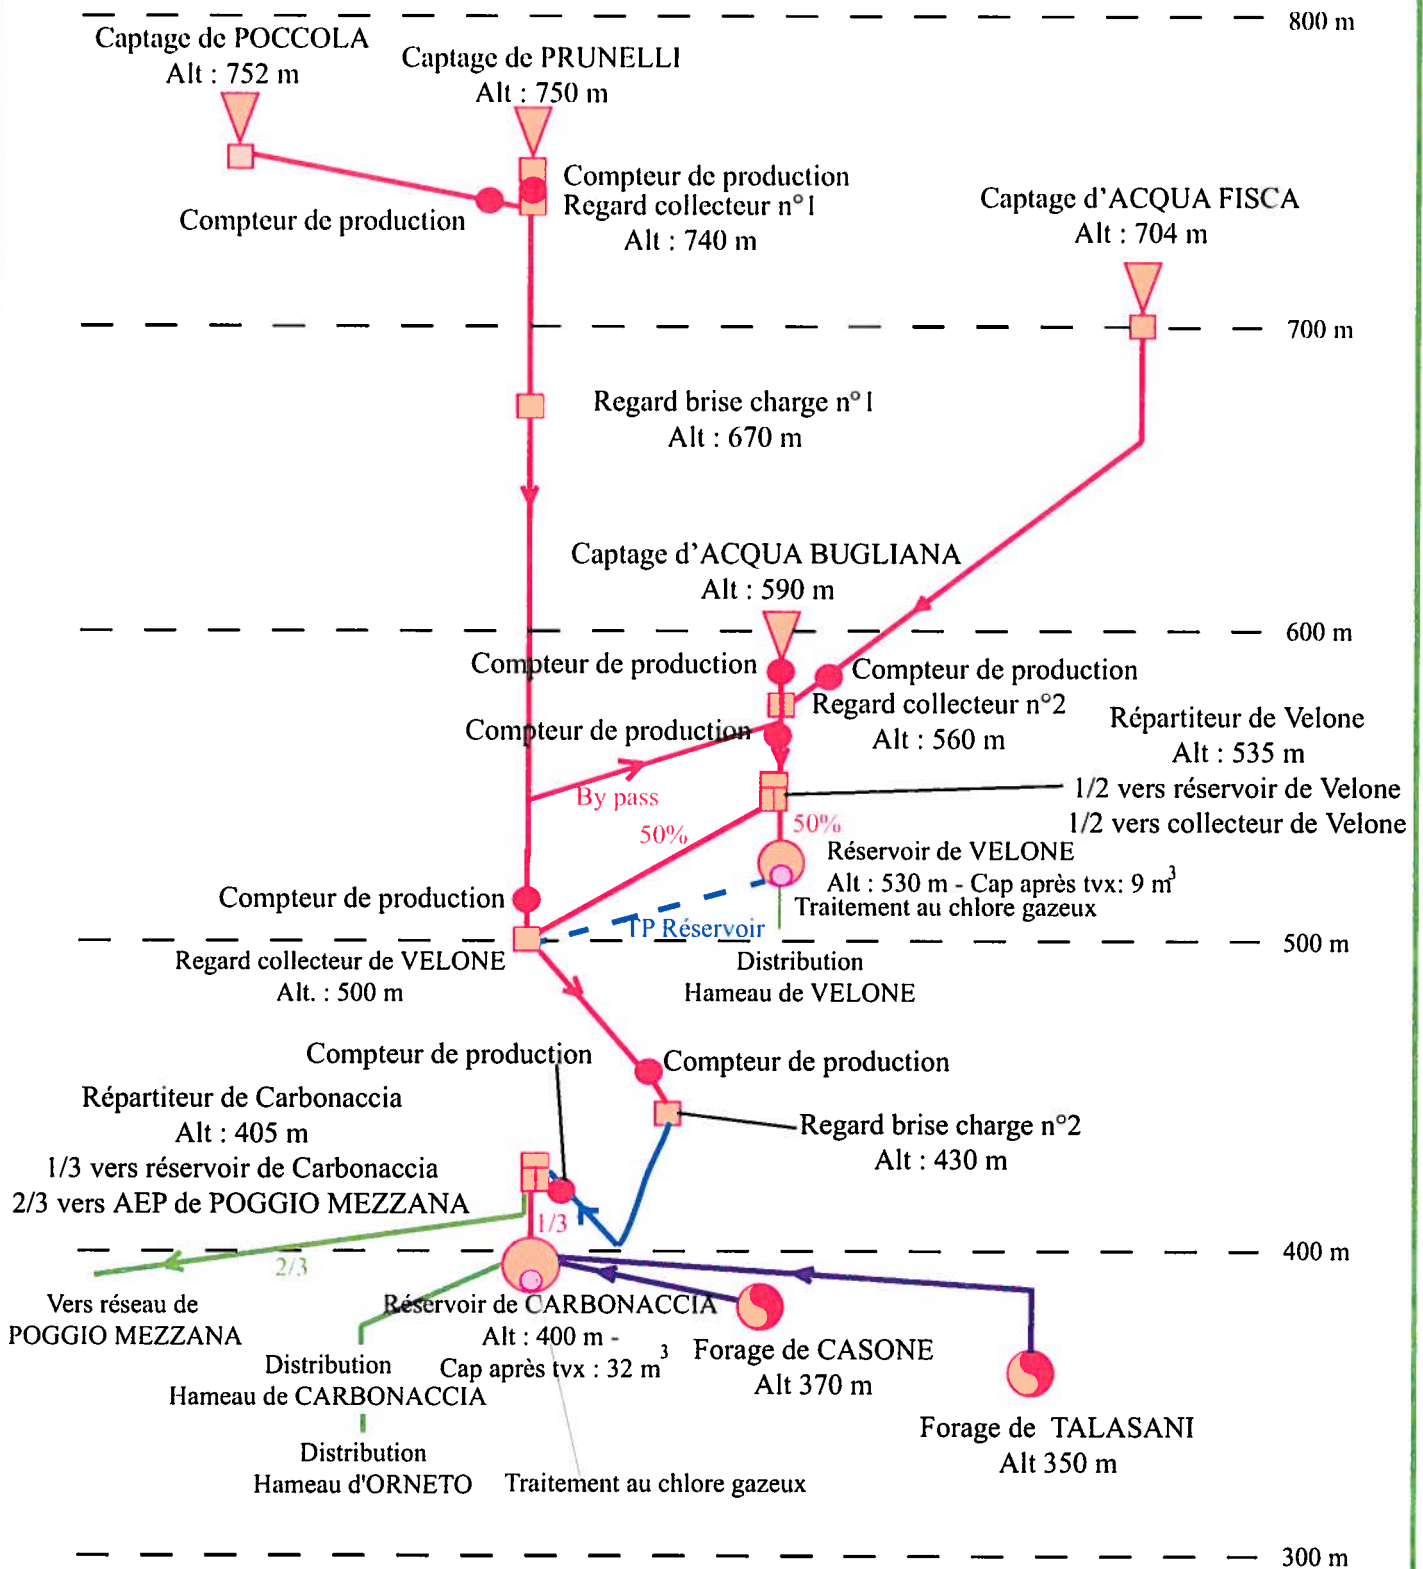 800 m
Captage de POCCOLA
Alt : 752 m
Captage de PRUNELLI
Alt : 750 m
Compteur de production
Compteur de production
Regard collecteur n°1
Alt : 740 m
Captage d'ACQUA FISCA
Alt : 704 m
700 m
Regard brise charge n°1
Alt : 670 m
Captage d'ACQUA BUGLIANA
Alt : 590 m
600 m
Compteur de production
Compteur de production
Regard collecteur n°2
Alt : 560 m
Compteur de production
Répartiteur de Velone
Alt : 535 m
1/2 vers réservoir de Velone
1/2 vers collecteur de Velone
By pass
50%
50%
Réservoir de VELONE
Alt : 530 m - Cap après tvx: 9 m³
Traitement au chlore gazeux
Compteur de production
TP Réservoir
500 m
Regard collecteur de VELONE
Alt. : 500 m
Distribution
Hameau de VELONE
Compteur de production
Compteur de production
Répartiteur de Carbonaccia
Alt : 405 m
1/3 vers réservoir de Carbonaccia
2/3 vers AEP de POGGIO MEZZANA
Regard brise charge n°2
Alt : 430 m
1/3
2/3
400 m
Vers réseau de
POGGIO MEZZANA
Réservoir de CARBONACCIA
Alt : 400 m -
Cap après tvx : 32 m³
Forage de CASONE
Alt 370 m
Distribution
Hameau de CARBONACCIA
Forage de TALASANI
Alt 350 m
Distribution
Hameau d'ORNETO
Traitement au chlore gazeux
300 m